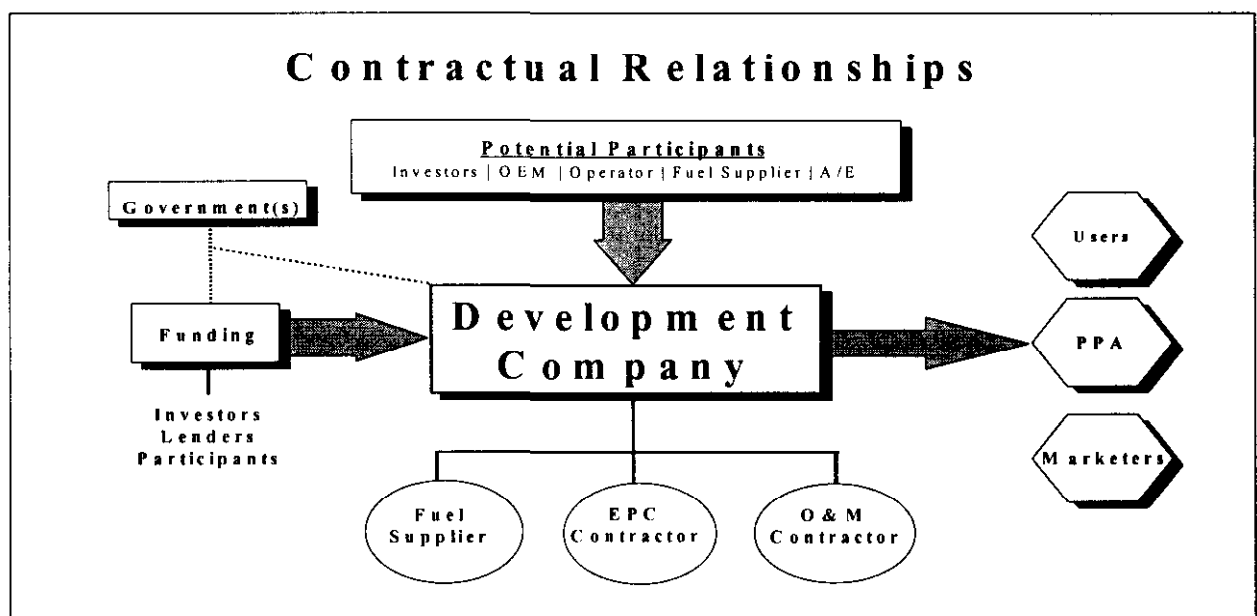 Contractual Relationships
Potential Participants
Investors | OEM | Operator | Fuel Supplier | A/E
Government(s)
Users
Funding
Development
Company
PPA
Investors
Lenders
Participants
Marketers
Fuel
Supplier
EPC
Contractor
O&M
Contractor